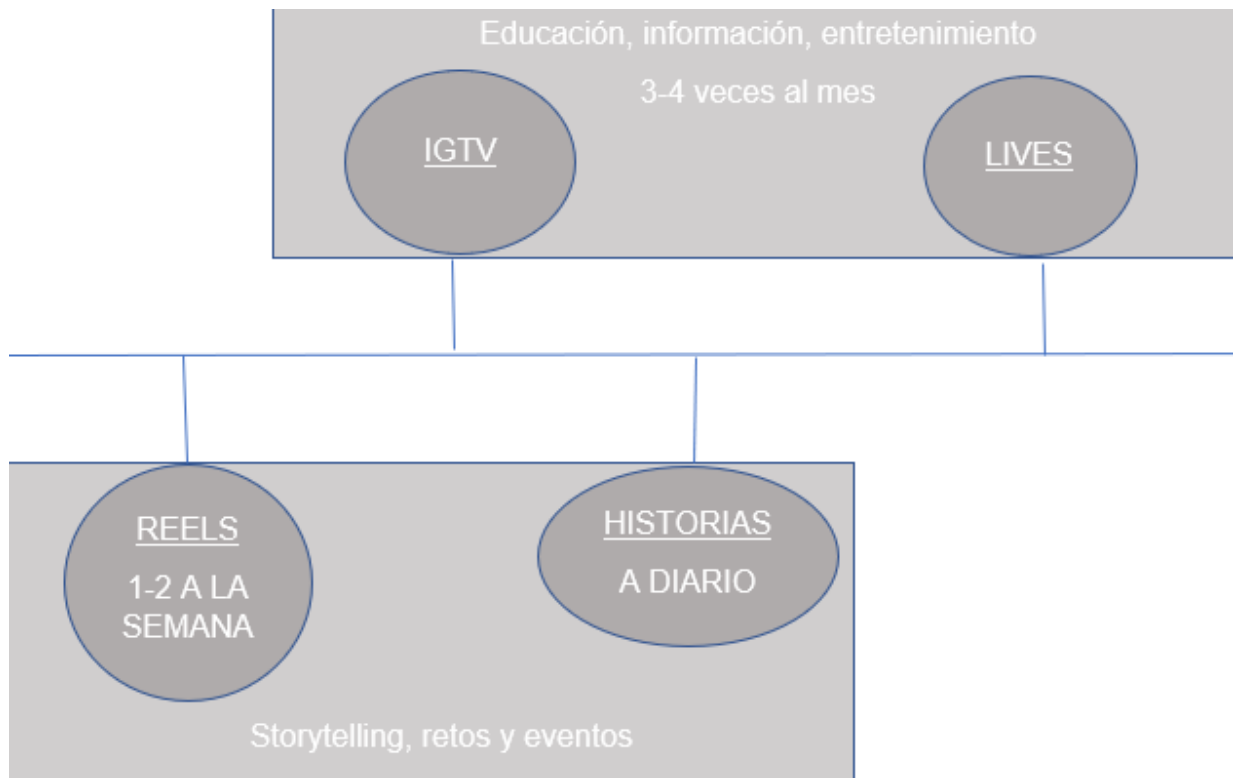 Educación, información, entretenimiento
3-4 veces al mes
IGTV
LIVES
REELS
1-2 A LA
SEMANA
HISTORIAS
A DIARIO
Storytelling, retos y eventos